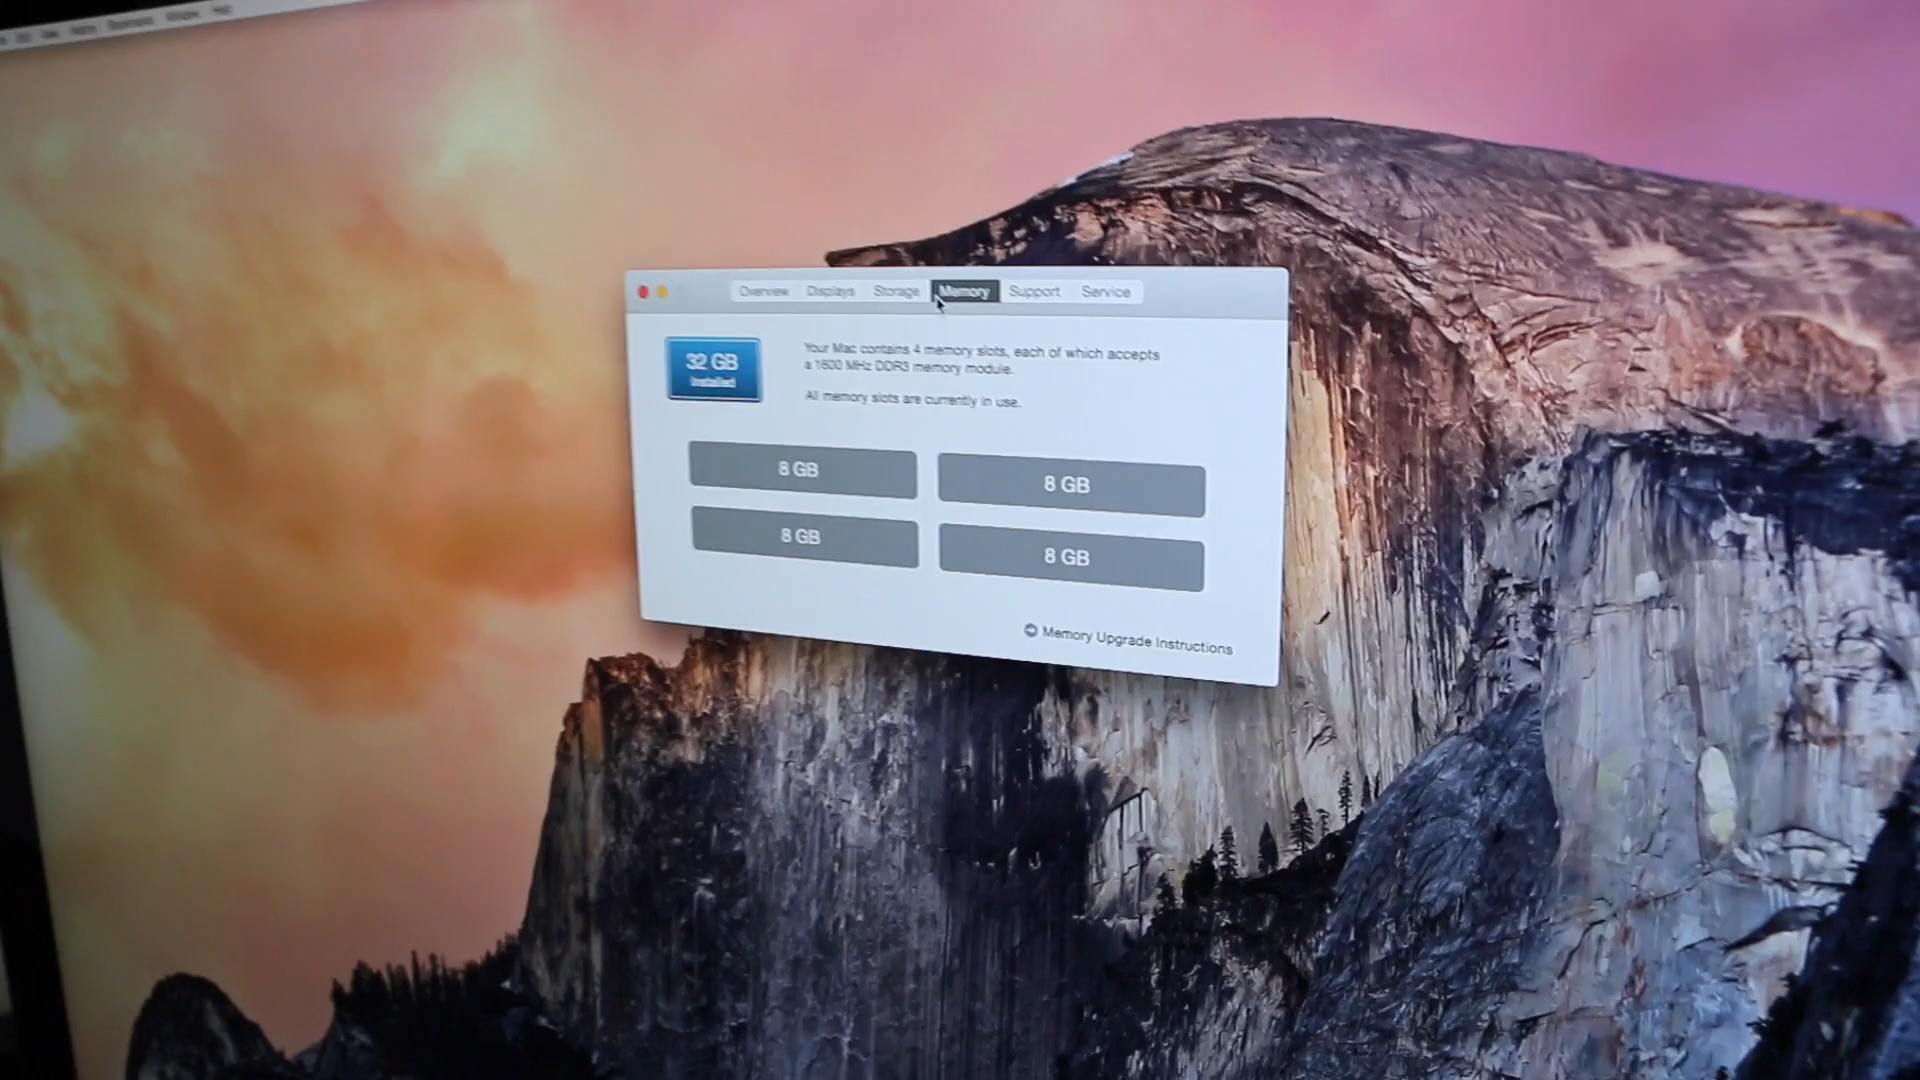 Overview Displays Storage Memory Support Service
32 GB
Installed
Your Mac contains 4 memory slots, each of which accepts
a 1600 MHz DDR3 memory module.
All memory slots are currently in use.
8 GB
8 GB
8 GB
8 GB
Memory Upgrade Instructions